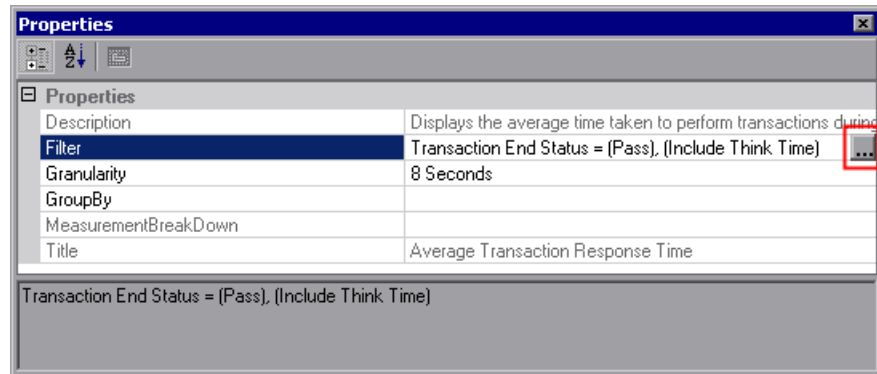 Properties
Properties
Description Displays the average time taken to perform transactions during
Filter Transaction End Status = (Pass), (Include Think Time) ...
Granularity 8 Seconds
GroupBy
MeasurementBreakDown
Title Average Transaction Response Time
Transaction End Status = (Pass), (Include Think Time)